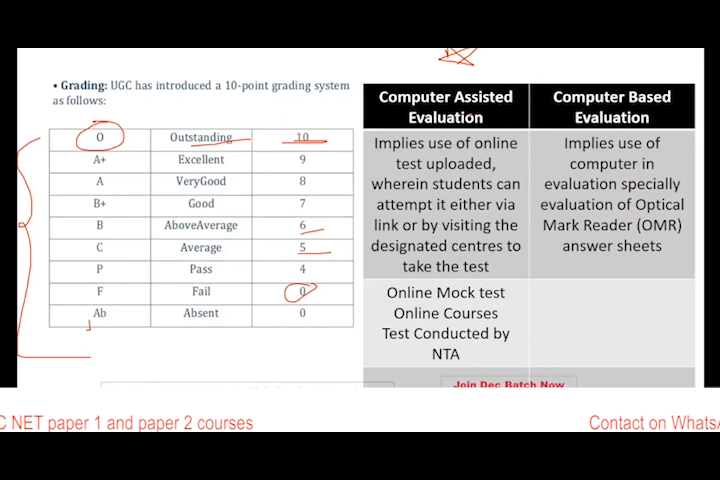 • Grading: UGC has introduced a 10-point grading system
as follows:
O Outstanding 10
A+ Excellent 9
A VeryGood 8
B+ Good 7
B AboveAverage 6
C Average 5
P Pass 4
F Fail 0
Ab Absent 0
Computer Assisted
Evaluation
Computer Based
Evaluation
Implies use of online
test uploaded,
wherein students can
attempt it either via
link or by visiting the
designated centres to
take the test
Implies use of
computer in
evaluation specially
evaluation of Optical
Mark Reader (OMR)
answer sheets
Online Mock test
Online Courses
Test Conducted by
NTA
Join Dec Batch Now
C NET paper 1 and paper 2 courses
Contact on WhatsA